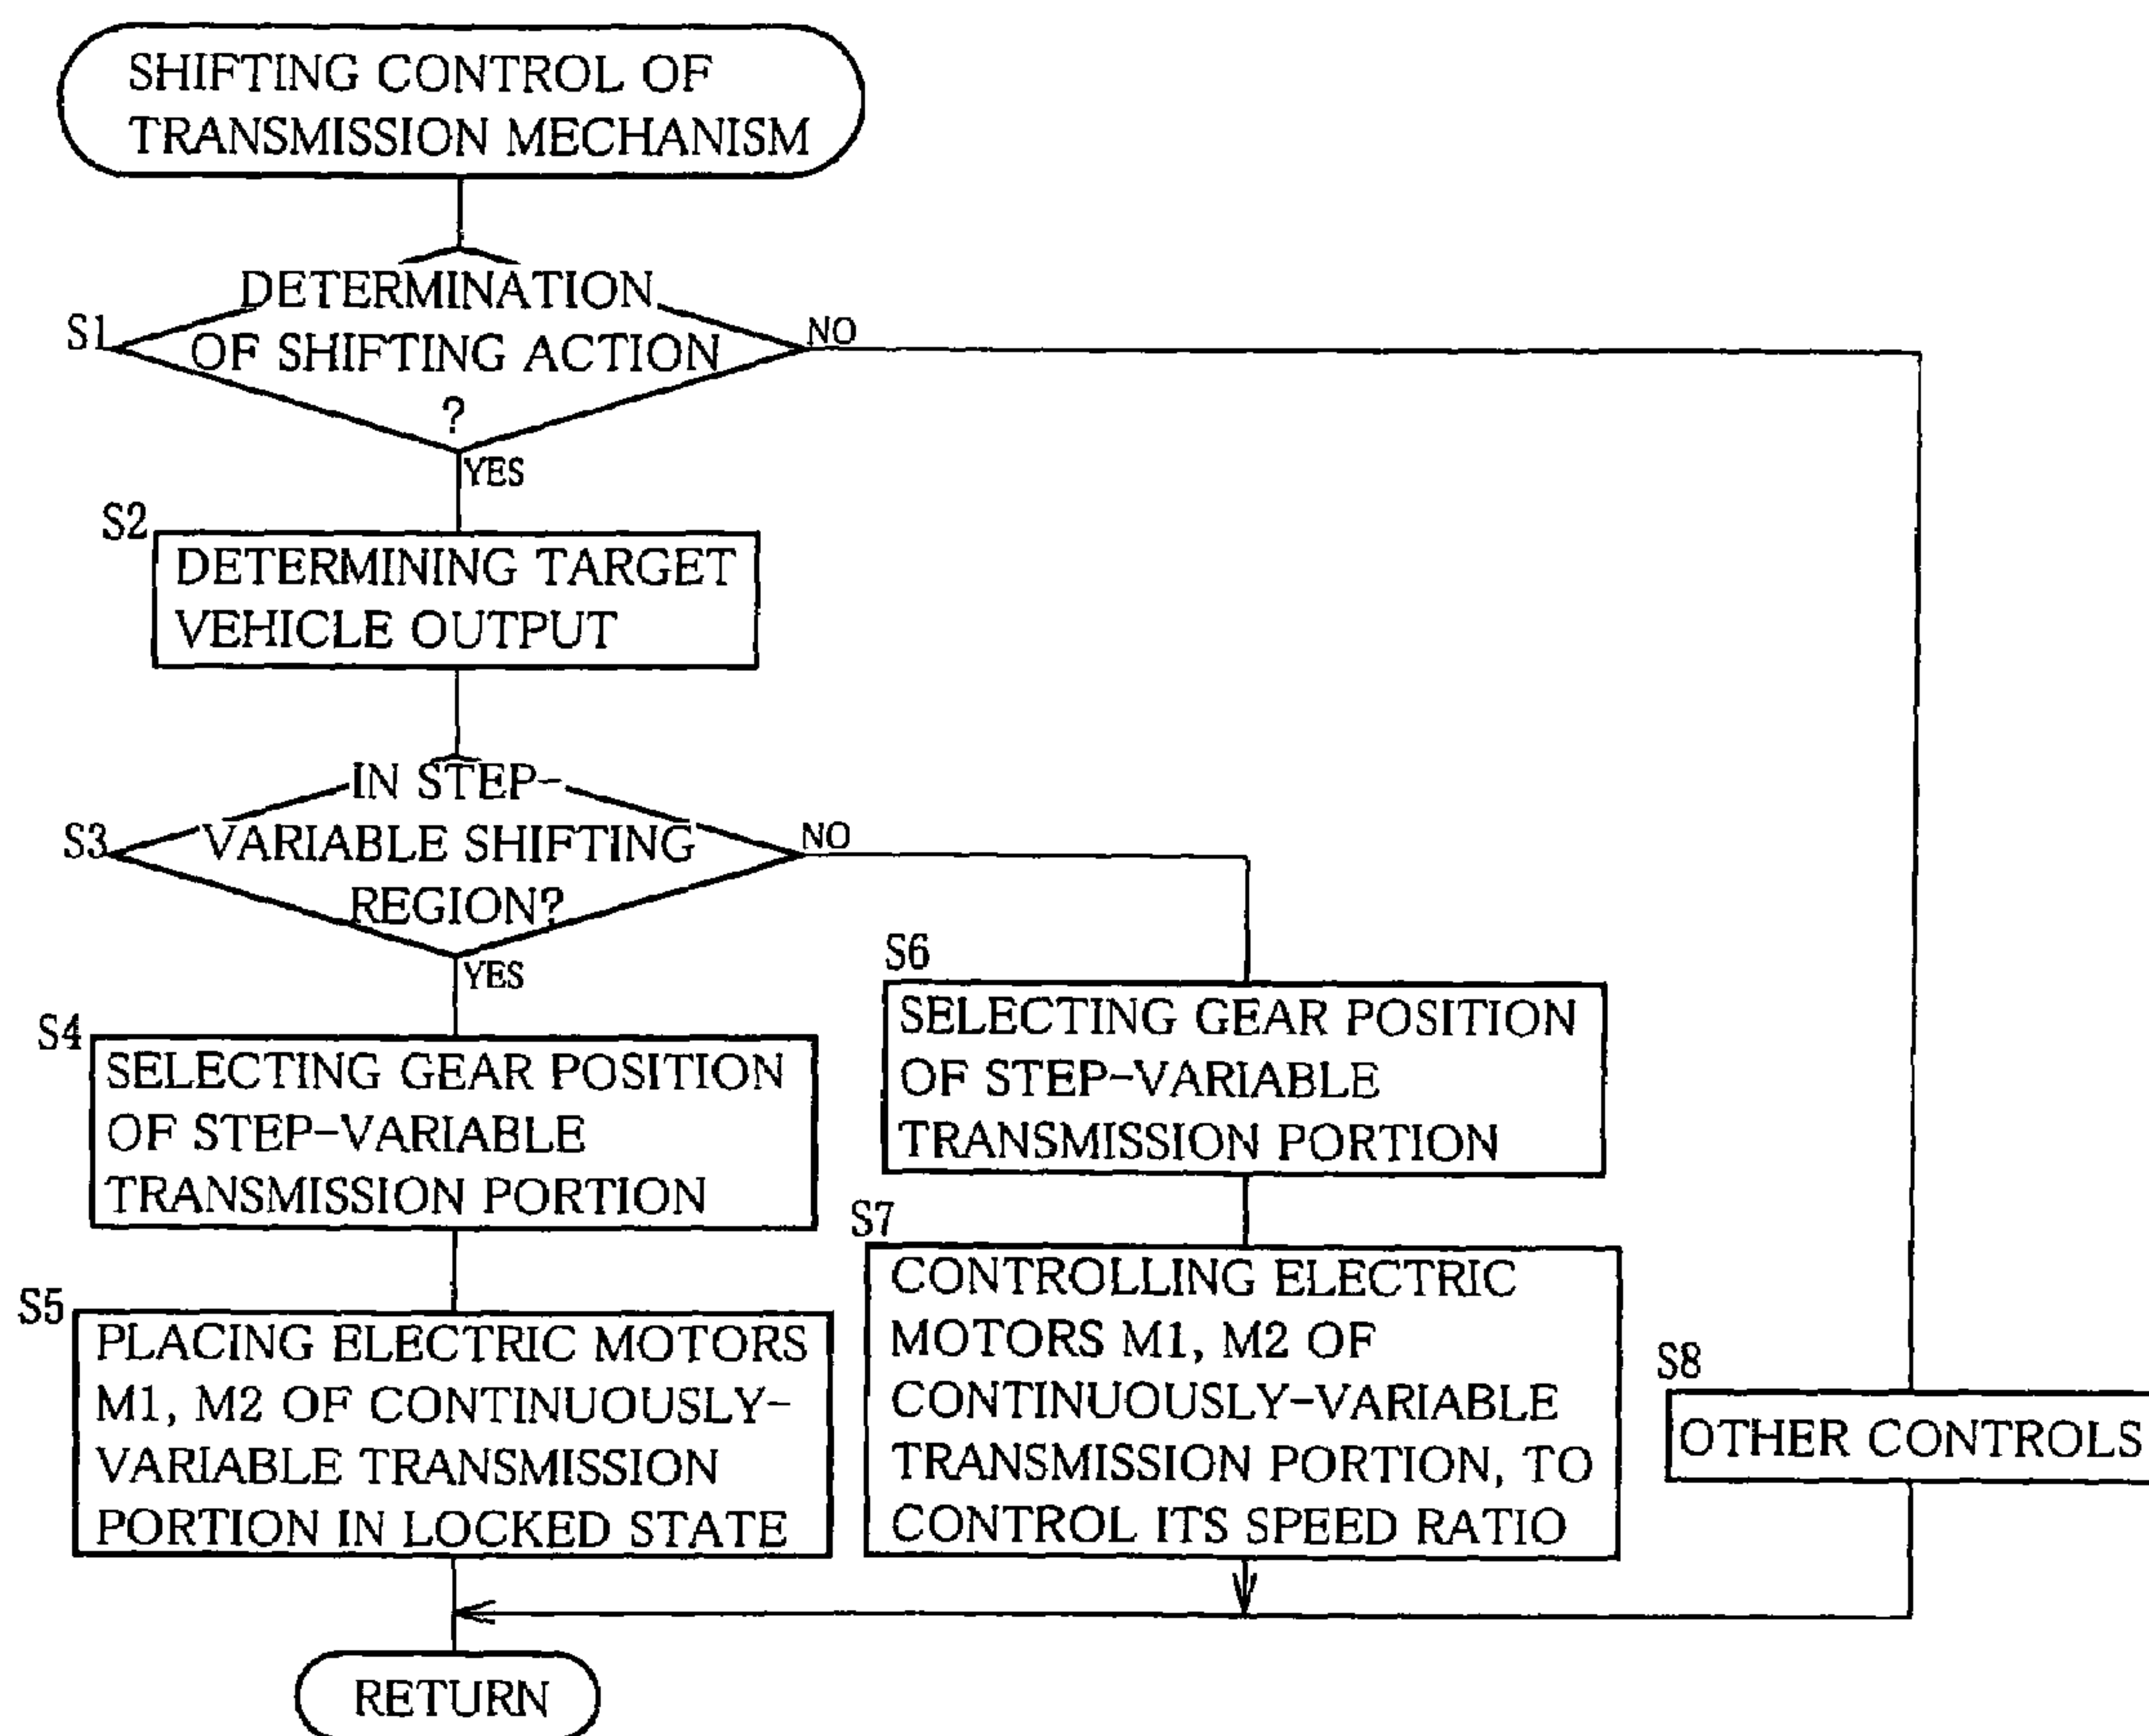 SHIFTING CONTROL OF
TRANSMISSION MECHANISM
S1
DETERMINATION
OF SHIFTING ACTION
?
NO
YES
S2
DETERMINING TARGET
VEHICLE OUTPUT
S3
IN STEP-
VARIABLE SHIFTING
REGION?
NO
YES
S4
SELECTING GEAR POSITION
OF STEP-VARIABLE
TRANSMISSION PORTION
S5
PLACING ELECTRIC MOTORS
M1, M2 OF CONTINUOUSLY-
VARIABLE TRANSMISSION
PORTION IN LOCKED STATE
S6
SELECTING GEAR POSITION
OF STEP-VARIABLE
TRANSMISSION PORTION
S7
CONTROLLING ELECTRIC
MOTORS M1, M2 OF
CONTINUOUSLY-VARIABLE
TRANSMISSION PORTION, TO
CONTROL ITS SPEED RATIO
S8
OTHER CONTROLS
RETURN